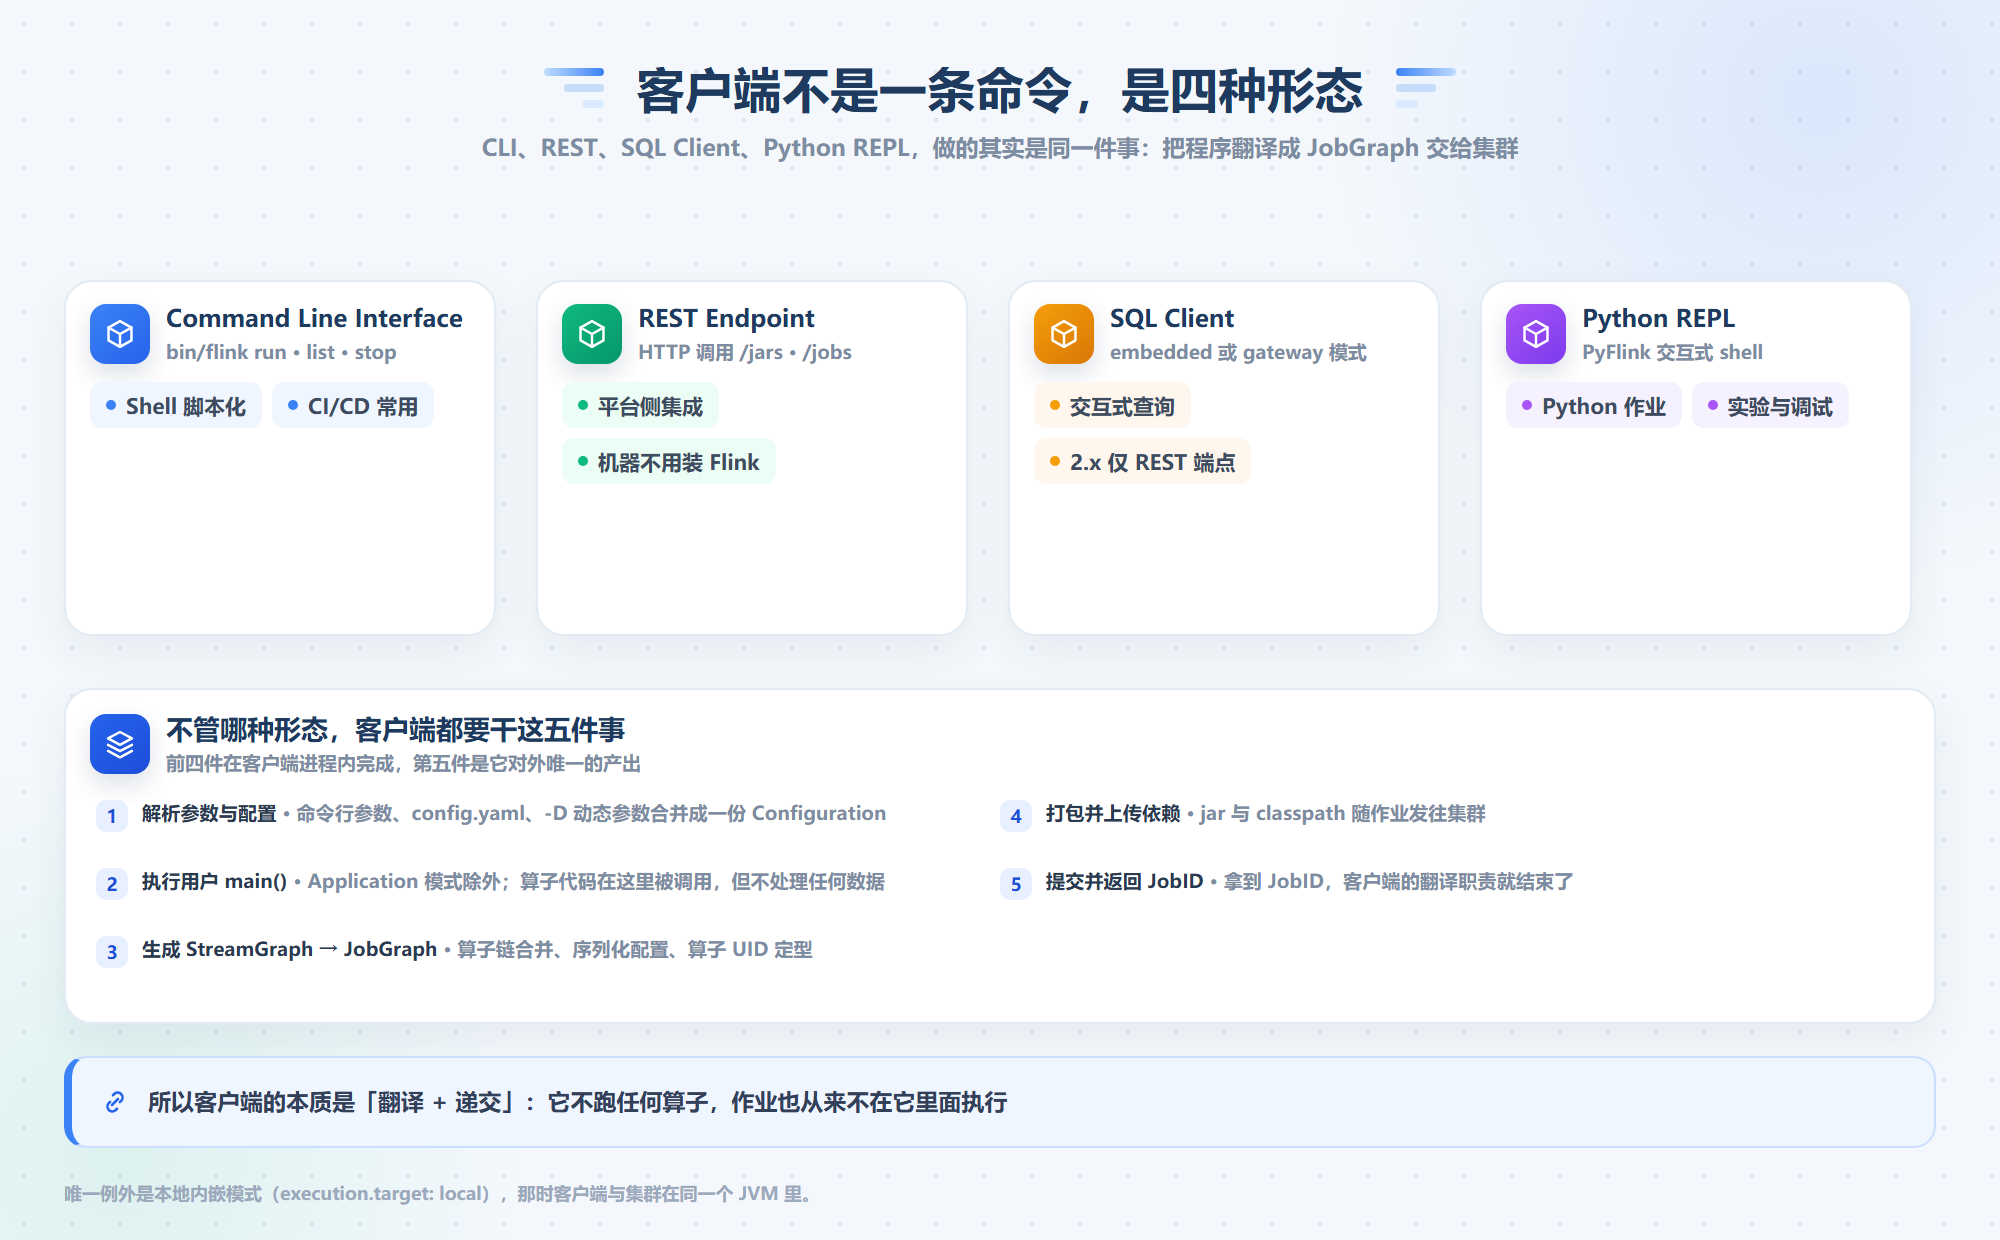 客户端不是一条命令，是四种形态
CLI、REST、SQL Client、Python REPL，做的其实是同一件事：把程序翻译成 JobGraph 交给集群
Command Line Interface
bin/flink run • list • stop
Shell 脚本化
CI/CD 常用
REST Endpoint
HTTP 调用 /jars • /jobs
平台侧集成
机器不用装 Flink
SQL Client
embedded 或 gateway 模式
交互式查询
2.x 仅 REST 端点
Python REPL
PyFlink 交互式 shell
Python 作业
实验与调试
不管哪种形态，客户端都要干这五件事
前四件在客户端进程内完成，第五件是它对外唯一的产出
1 解析参数与配置 • 命令行参数、config.yaml、-D 动态参数合并成一份 Configuration
2 执行用户 main() • Application 模式除外；算子代码在这里被调用，但不处理任何数据
3 生成 StreamGraph → JobGraph • 算子链合并、序列化配置、算子 UID 定型
4 打包并上传依赖 • jar 与 classpath 随作业发往集群
5 提交并返回 JobID • 拿到 JobID，客户端的翻译职责就结束了
所以客户端的本质是「翻译 + 递交」：它不跑任何算子，作业也从来不在它里面执行
唯一例外是本地内嵌模式（execution.target: local），那时客户端与集群在同一个 JVM 里。